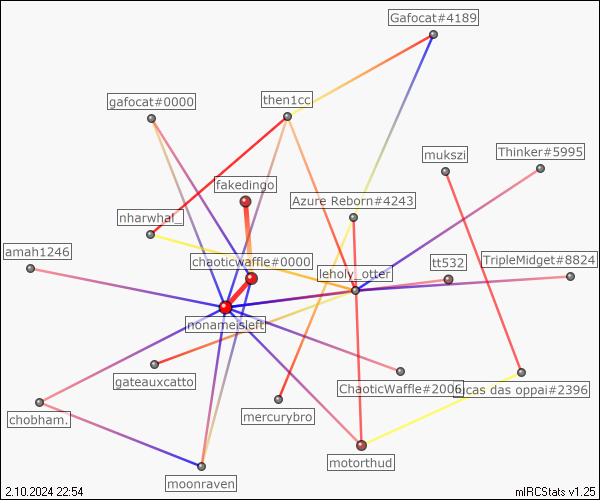 Gafocat#4189
gafocat#0000
then1cc
mukszi
Thinker#5995
fakedingo
Azure Reborn#4243
nharwhal_
amah1246
chaoticwaffle#0000
leholy_otter
tt532
TripleMidget#8824
nonameisleft
gateauxcatto
ChaoticWaffle#2006
ucas das oppai#2396
chobham.
mercurybro
motorthud
moonraven
2.10.2024 22:54
mIRCStats v1.25